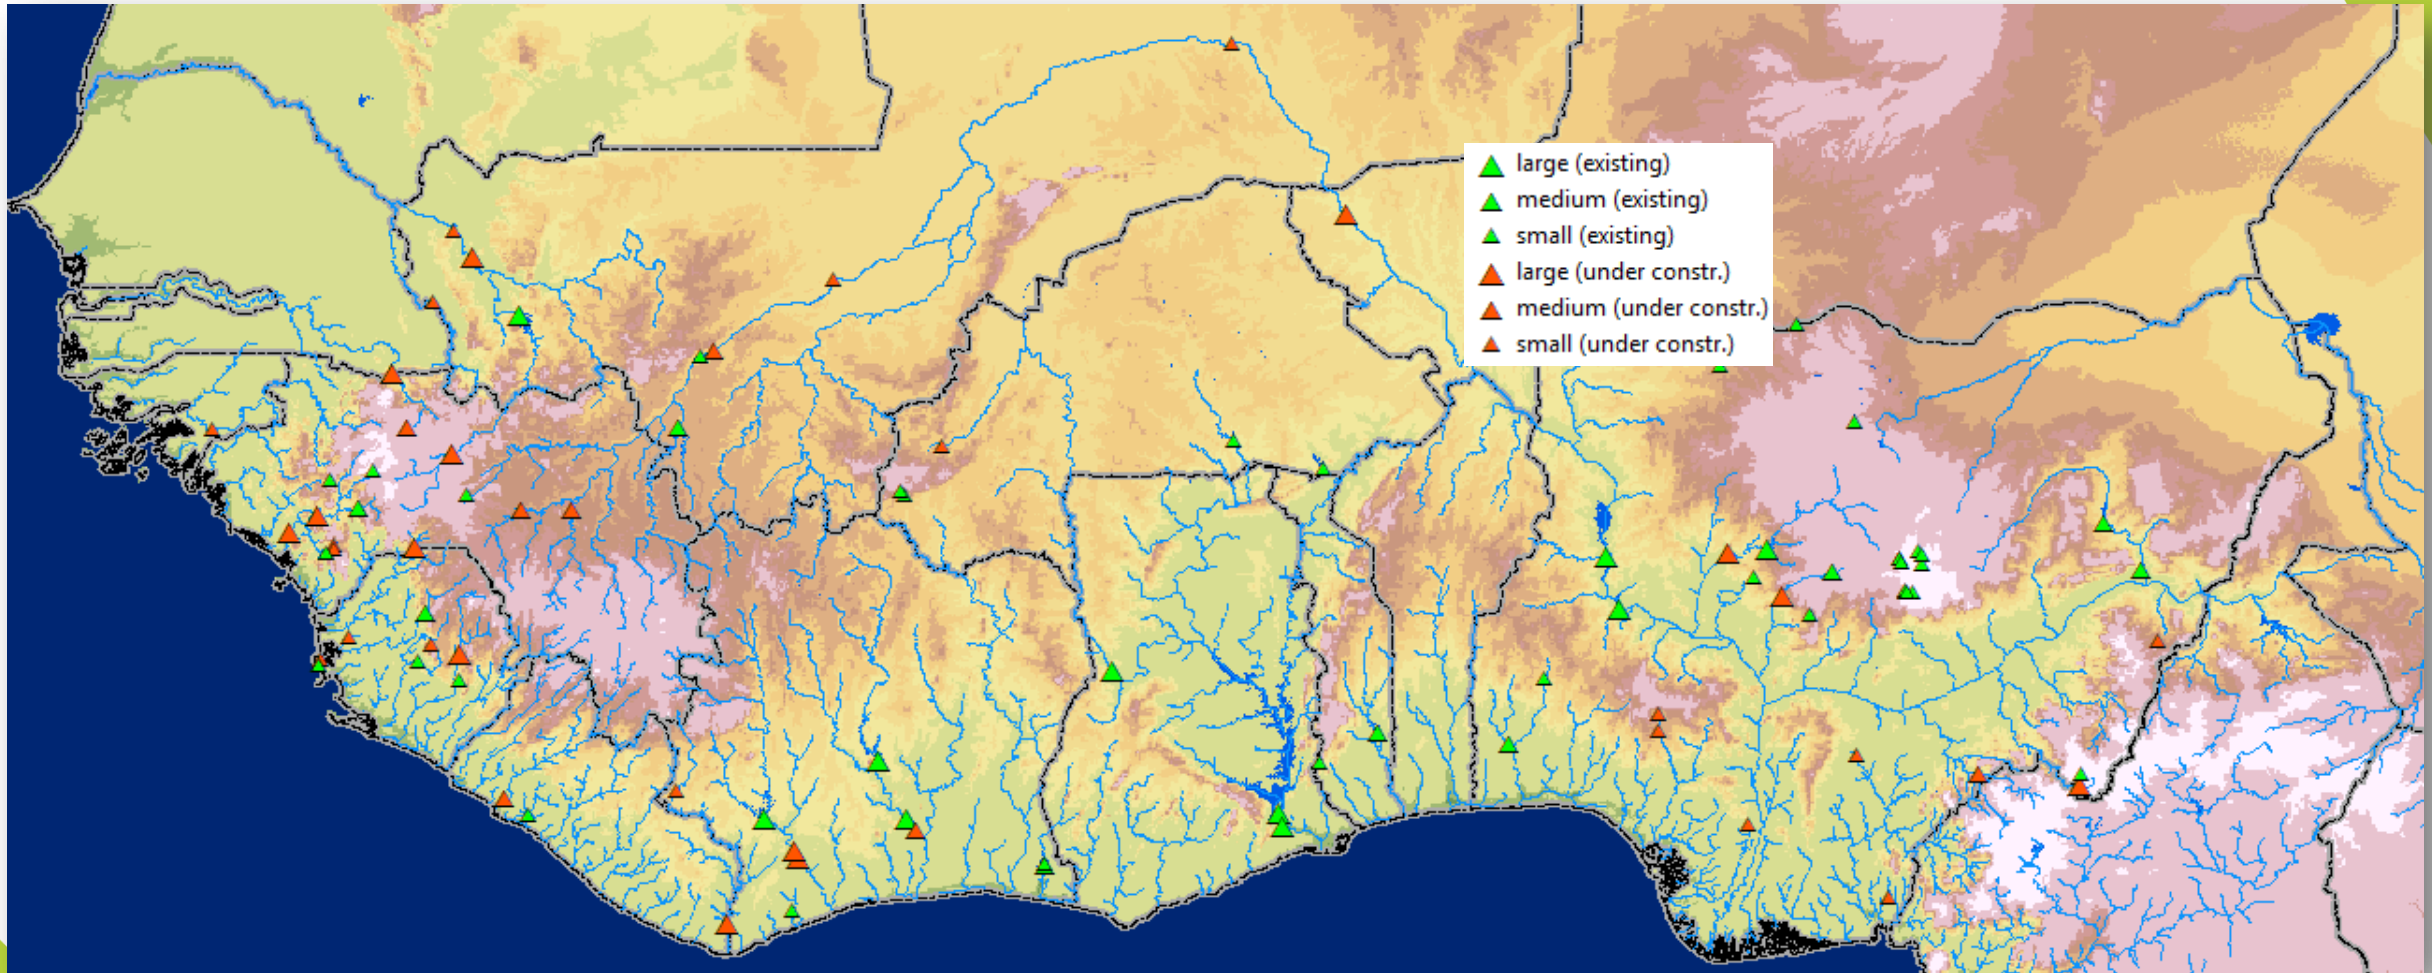 large (existing)
medium (existing)
small (existing)
large (under constr.)
medium (under constr.)
small (under constr.)